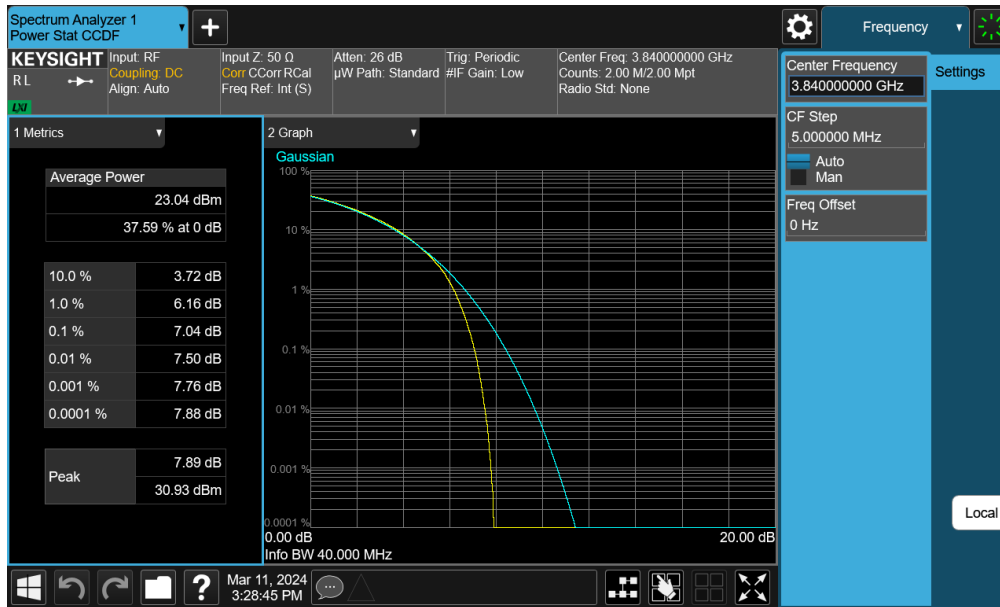 Spectrum Analyzer 1
Power Stat CCDF
+
Frequency
KEYSIGHT
R L
LXI
Input: RF
Coupling: DC
Align: Auto
Input Z: 50 Ω
Corr CCorr RCal
Freq Ref: Int (S)
Atten: 26 dB
µW Path: Standard
Trig: Periodic
#IF Gain: Low
Center Freq: 3.840000000 GHz
Counts: 2.00 M/2.00 Mpt
Radio Std: None
Center Frequency
3.840000000 GHz
Settings
CF Step
5.000000 MHz
Auto
Man
Freq Offset
0 Hz
1 Metrics
Average Power
23.04 dBm
37.59 % at 0 dB
10.0 % 3.72 dB
1.0 % 6.16 dB
0.1 % 7.04 dB
0.01 % 7.50 dB
0.001 % 7.76 dB
0.0001 % 7.88 dB
Peak
7.89 dB
30.93 dBm
2 Graph
Gaussian
100 %
10 %
1 %
0.1 %
0.01 %
0.001 %
0.0001 %
0.00 dB 20.00 dB
Info BW 40.000 MHz
Local
?
Mar 11, 2024
3:28:45 PM